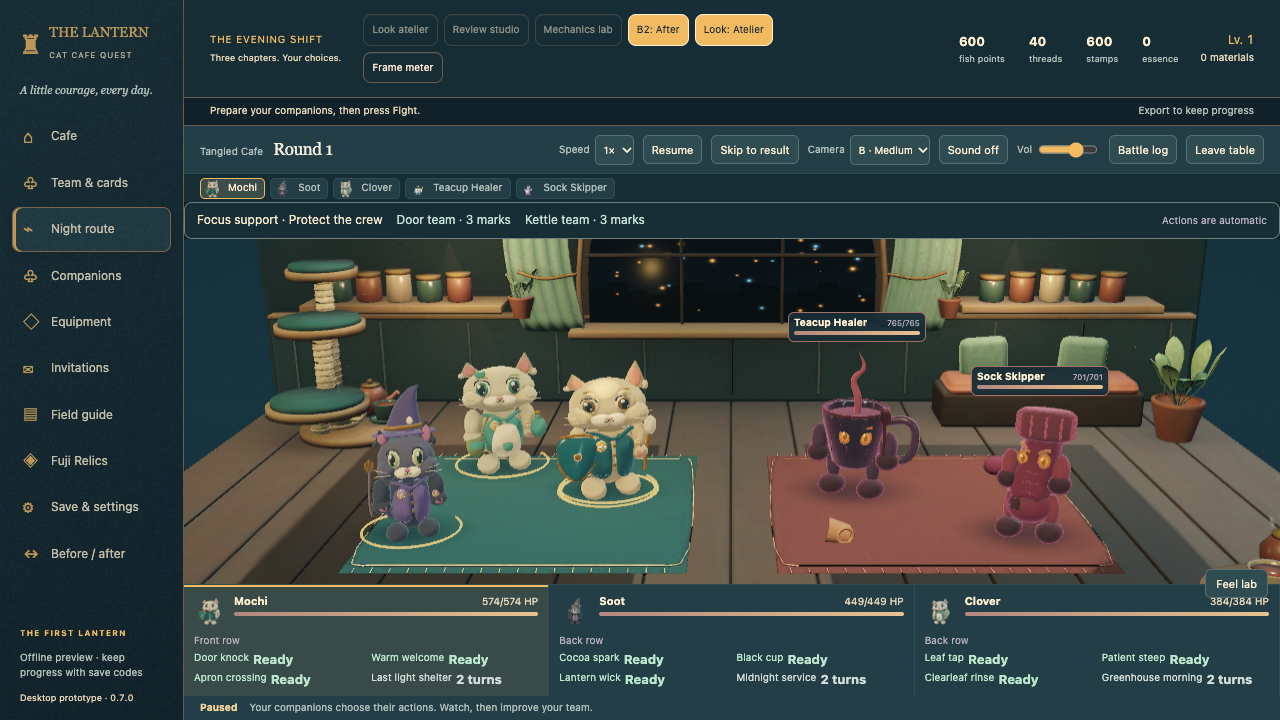 THE LANTERN
CAT CAFE QUEST
A little courage, every day.
Cafe
Team & cards
Night route
Companions
Equipment
Invitations
Field guide
Fuji Relics
Save & settings
Before / after
THE FIRST LANTERN
Offline preview · keep
progress with save codes
Desktop prototype · 0.7.0
THE EVENING SHIFT
Three chapters. Your choices.
Look atelier
Review studio
Mechanics lab
B2: After
Look: Atelier
Frame meter
600
fish points
40
threads
600
stamps
0
essence
Lv. 1
0 materials
Prepare your companions, then press Fight.
Export to keep progress
Tangled Cafe
Round 1
Speed
1×
Resume
Skip to result
Camera
B · Medium
Sound off
Vol
Battle log
Leave table
Mochi
Soot
Clover
Teacup Healer
Sock Skipper
Focus support · Protect the crew
Door team · 3 marks
Kettle team · 3 marks
Actions are automatic
Teacup Healer 765/765
Sock Skipper 701/701
Feel lab
Mochi 574/574 HP
Front row
Door knock Ready
Warm welcome Ready
Apron crossing Ready
Last light shelter 2 turns
Soot 449/449 HP
Back row
Cocoa spark Ready
Black cup Ready
Lantern wick Ready
Midnight service 2 turns
Clover 384/384 HP
Back row
Leaf tap Ready
Patient steep Ready
Clearleaf rinse Ready
Greenhouse morning 2 turns
Paused
Your companions choose their actions. Watch, then improve your team.